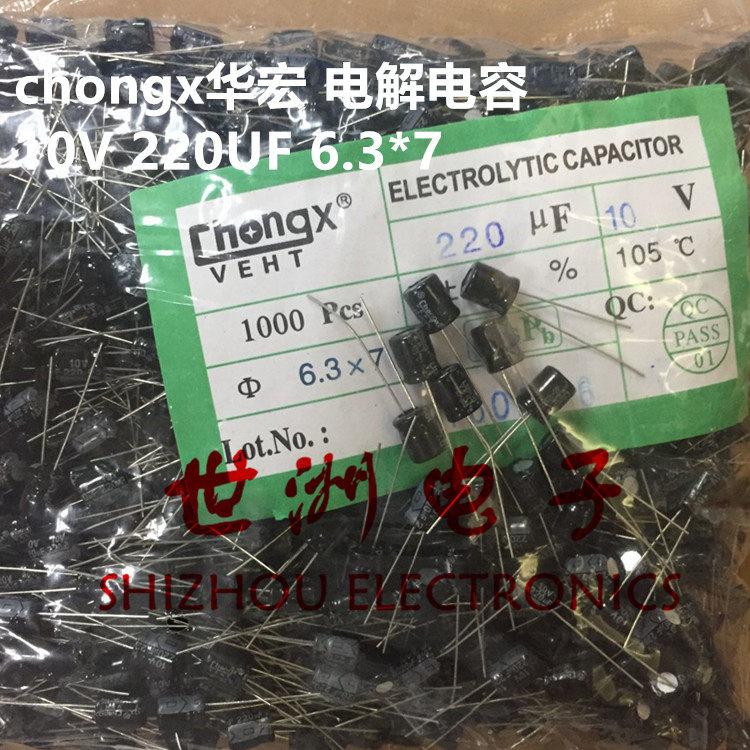 chongx华宏 电解电容
10V 220UF 6.3*7
Chongx®
VEHT
ELECTROLYTIC CAPACITOR
220 μF 10 V
% 105 ℃
1000 Pcs
Pb
QC:
QC
PASS
01
Φ 6.3×7
Lot.No.:
世洲电子
SHIZHOU ELECTRONICS